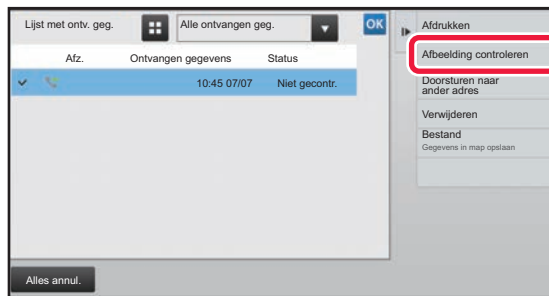 Lijst met ontv. geg.
Alle ontvangen geg.
OK
Afz.
Ontvangen gegevens
Status
10:45 07/07
Niet gecontr.
Afdrukken
Afbeelding controleren
Doorsturen naar
ander adres
Verwijderen
Bestand
Gegevens in map opslaan
Alles annul.